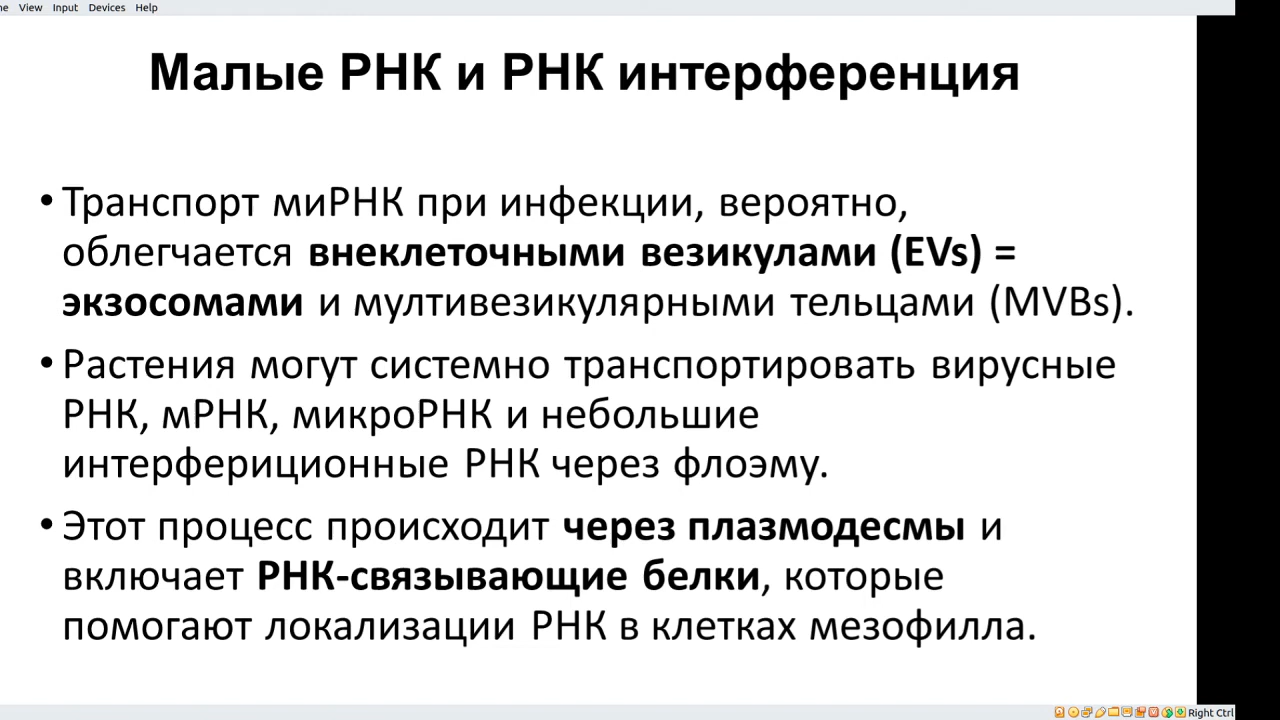 ne View Input Devices Help
Малые РНК и РНК интерференция
• Транспорт миРНК при инфекции, вероятно,
облегчается внеклеточными везикулами (EVs) =
экзосомами и мултивезикулярными тельцами (MVBs).
• Растения могут системно транспортировать вирусные
РНК, мРНК, микроРНК и небольшие
интерфериционные РНК через флоэму.
• Этот процесс происходит через плазмодесмы и
включает РНК-связывающие белки, которые
помогают локализации РНК в клетках мезофилла.
Right Ctrl